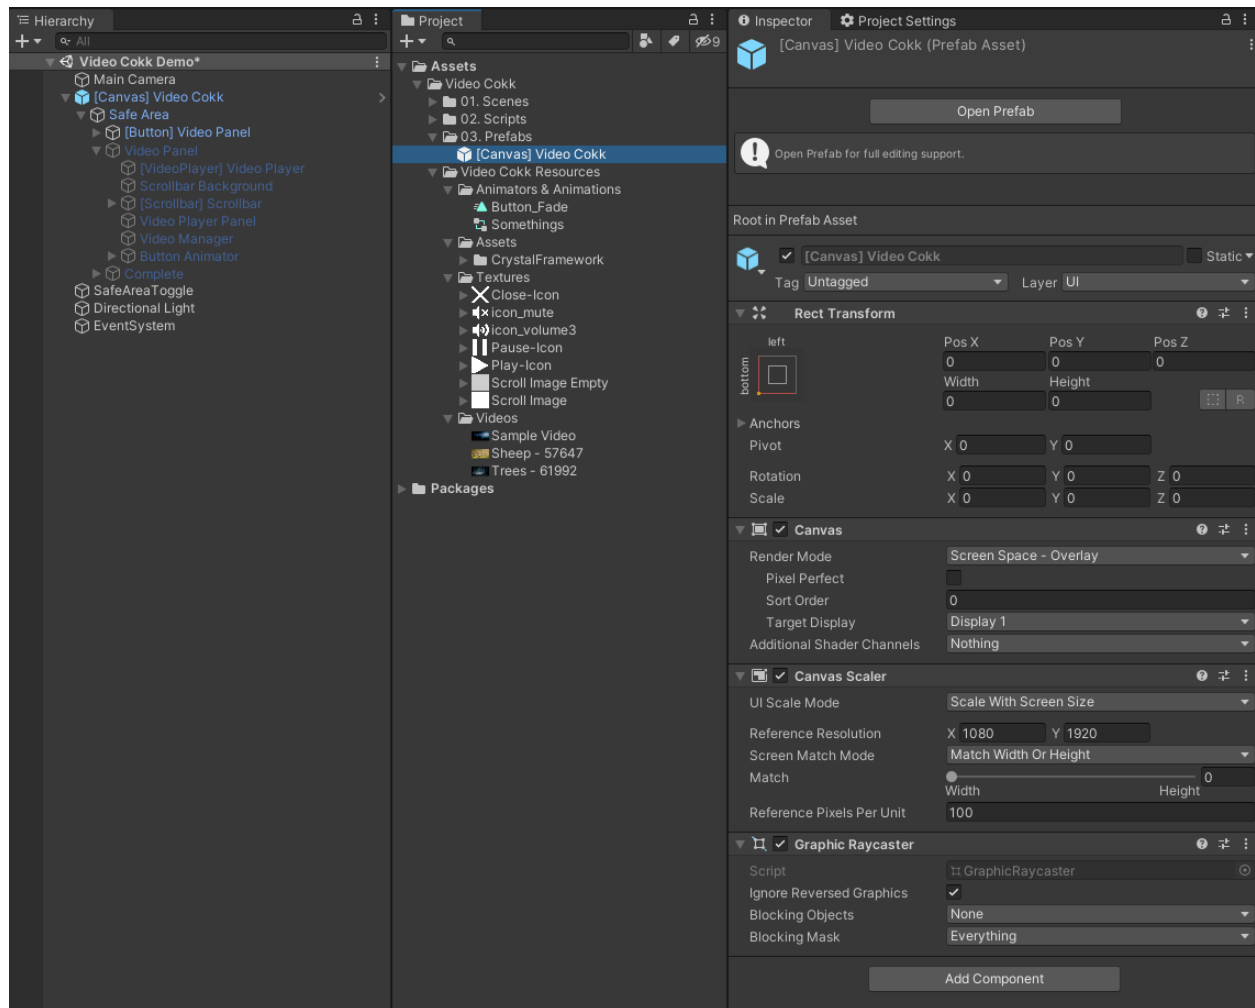 Hierarchy
All
Video Cokk Demo*
Main Camera
[Canvas] Video Cokk
Safe Area
[Button] Video Panel
Video Panel
[VideoPlayer] Video Player
Scrollbar Background
[Scrollbar] Scrollbar
Video Player Panel
Video Manager
Button Animator
Complete
SafeAreaToggle
Directional Light
EventSystem
Project
9
Assets
Video Cokk
01. Scenes
02. Scripts
03. Prefabs
[Canvas] Video Cokk
Video Cokk Resources
Animators & Animations
Button_Fade
Somethings
Assets
CrystalFramework
Textures
Close-Icon
icon_mute
icon_volume3
Pause-Icon
Play-Icon
Scroll Image Empty
Scroll Image
Videos
Sample Video
Sheep - 57647
Trees - 61992
Packages
Inspector Project Settings
[Canvas] Video Cokk (Prefab Asset)
Open Prefab
Open Prefab for full editing support.
Root in Prefab Asset
[Canvas] Video Cokk Static
Tag Untagged Layer UI
Rect Transform
left Pos X Pos Y Pos Z
bottom
0 0 0
Width Height
0 0 R
Anchors
Pivot X 0 Y 0
Rotation X 0 Y 0 Z 0
Scale X 0 Y 0 Z 0
Canvas
Render Mode Screen Space - Overlay
Pixel Perfect
Sort Order 0
Target Display Display 1
Additional Shader Channels Nothing
Canvas Scaler
UI Scale Mode Scale With Screen Size
Reference Resolution X 1080 Y 1920
Screen Match Mode Match Width Or Height
Match 0
Width Height
Reference Pixels Per Unit 100
Graphic Raycaster
Script GraphicRaycaster
Ignore Reversed Graphics
Blocking Objects None
Blocking Mask Everything
Add Component